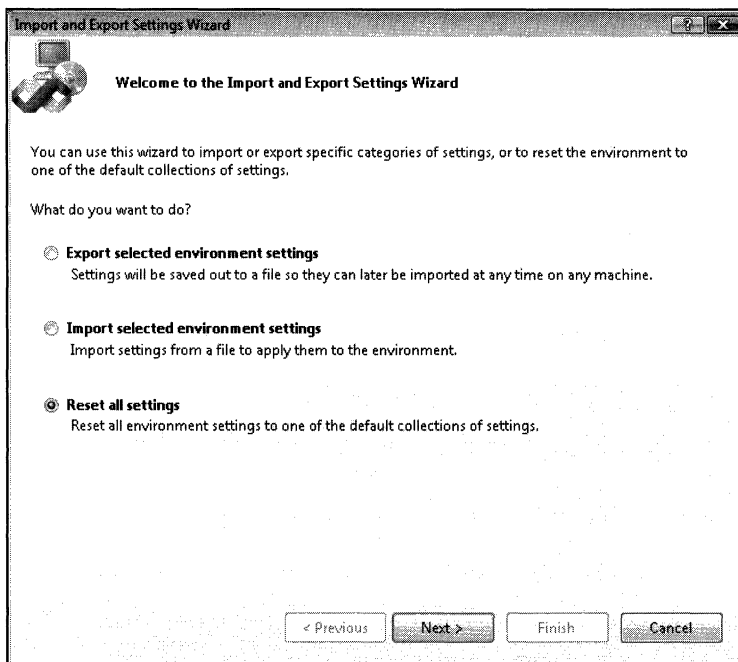 Import and Export Settings Wizard
Welcome to the Import and Export Settings Wizard
You can use this wizard to import or export specific categories of settings, or to reset the environment to
one of the default collections of settings.
What do you want to do?
Export selected environment settings
Settings will be saved out to a file so they can later be imported at any time on any machine.
Import selected environment settings
Import settings from a file to apply them to the environment.
Reset all settings
Reset all environment settings to one of the default collections of settings.
< Previous Next > Finish Cancel